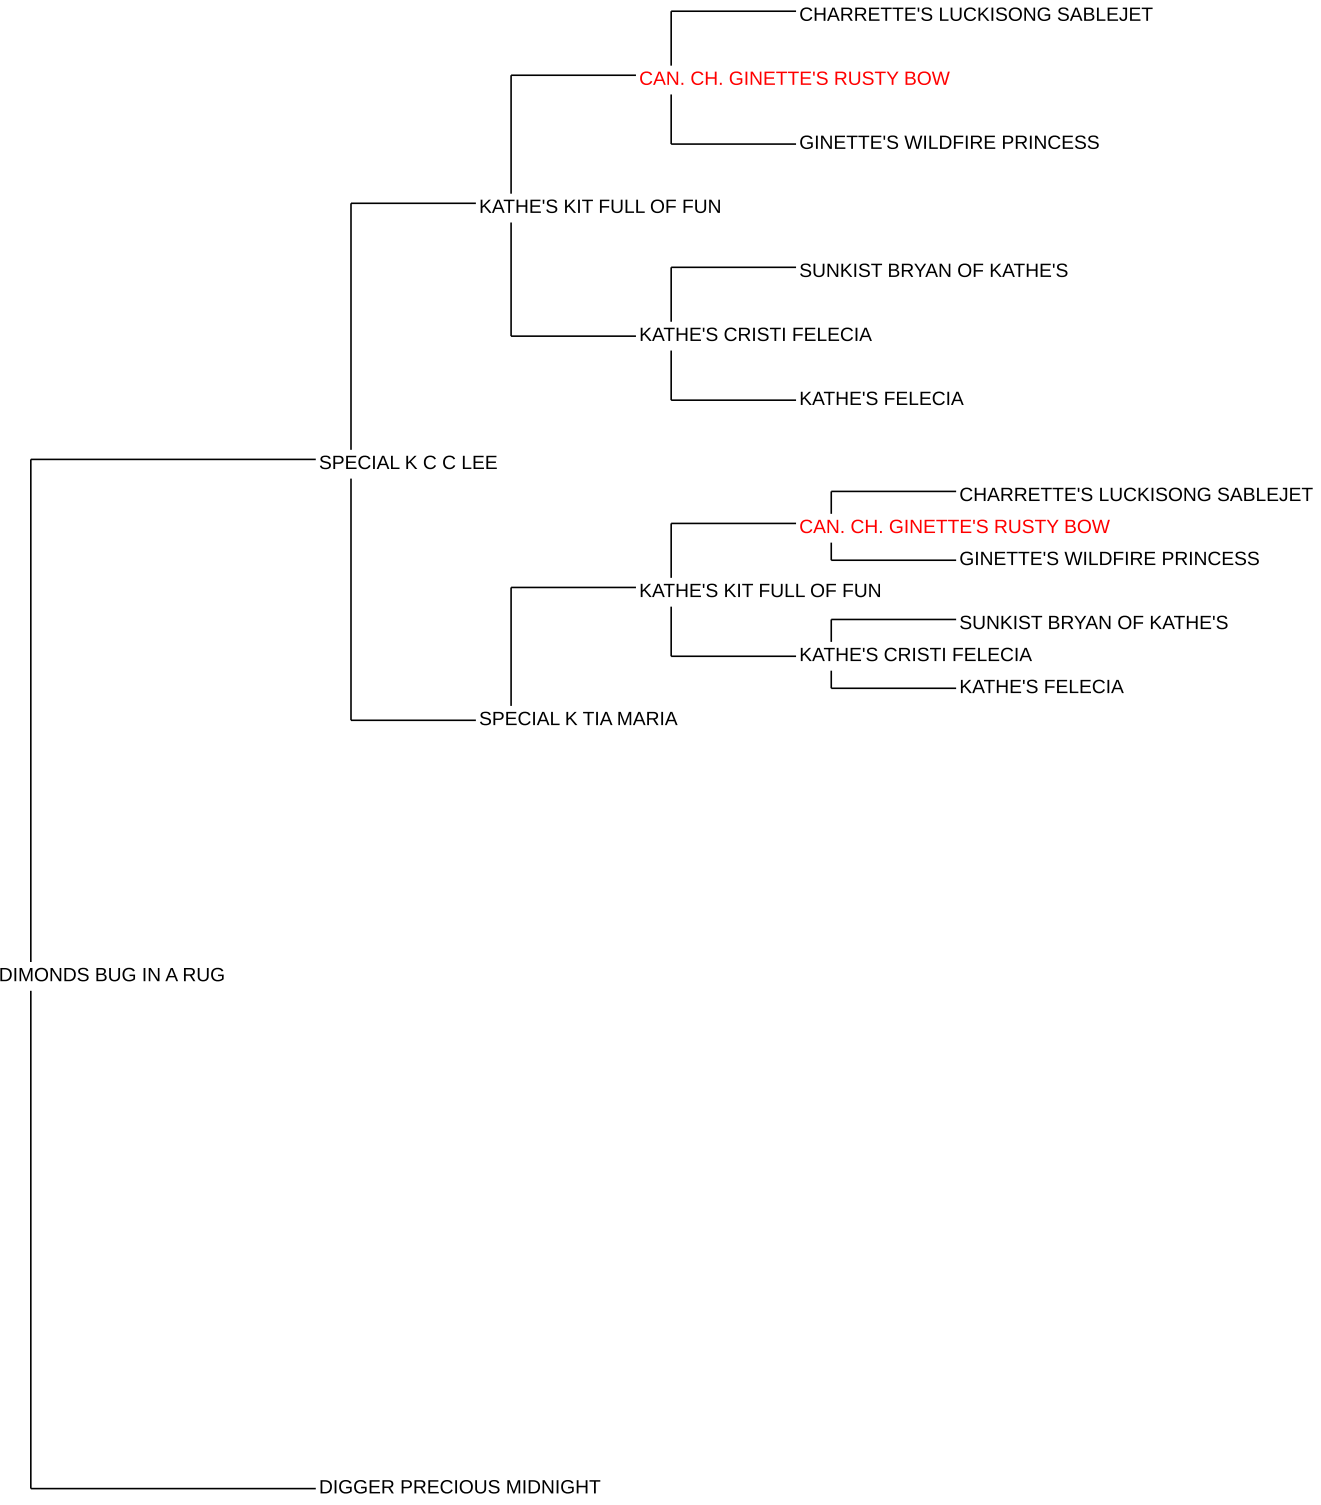 CHARRETTE'S LUCKISONG SABLEJET
CAN. CH. GINETTE'S RUSTY BOW
GINETTE'S WILDFIRE PRINCESS
KATHE'S KIT FULL OF FUN
SUNKIST BRYAN OF KATHE'S
KATHE'S CRISTI FELECIA
KATHE'S FELECIA
SPECIAL K C C LEE
CHARRETTE'S LUCKISONG SABLEJET
CAN. CH. GINETTE'S RUSTY BOW
GINETTE'S WILDFIRE PRINCESS
KATHE'S KIT FULL OF FUN
SUNKIST BRYAN OF KATHE'S
KATHE'S CRISTI FELECIA
KATHE'S FELECIA
SPECIAL K TIA MARIA
DIMONDS BUG IN A RUG
DIGGER PRECIOUS MIDNIGHT